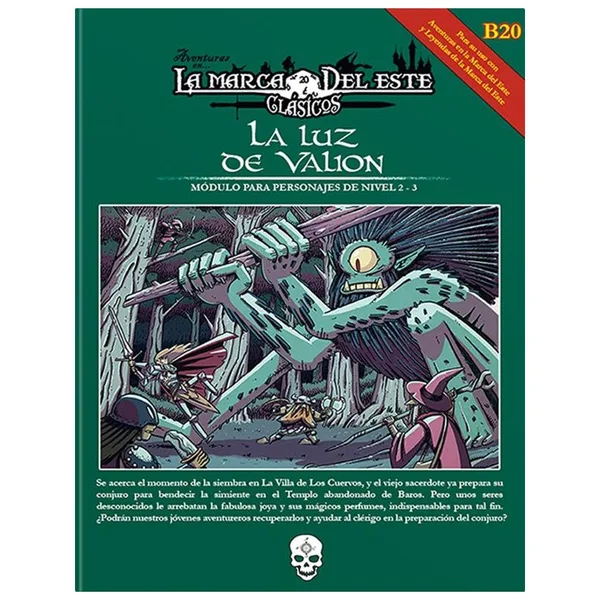 B20
Para su uso con
Aventuras en la Marca del Este
y Leyendas de la Marca del Este
Aventuras
en...
LA MARCA DEL ESTE
20
CLÁSICOS
LA LUZ
DE VALION
MÓDULO PARA PERSONAJES DE NIVEL 2 - 3
Se acerca el momento de la siembra en La Villa de Los Cuervos, y el viejo sacerdote ya prepara su
conjuro para bendecir la simiente en el Templo abandonado de Baros. Pero unos seres
desconocidos le arrebatan la fabulosa joya y sus mágicos perfumes, indispensables para tal fin.
¿Podrán nuestros jóvenes aventureros recuperarlos y ayudar al clérigo en la preparación del conjuro?